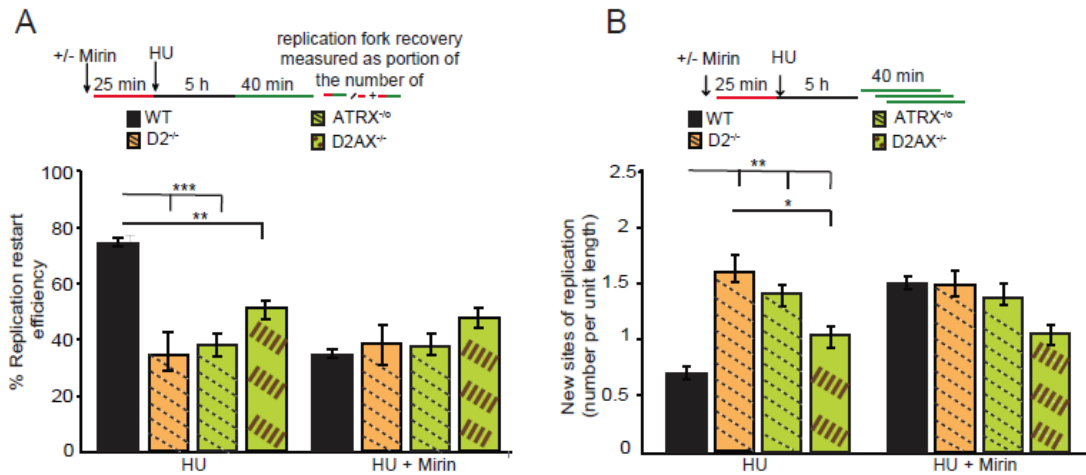 A
+/- Mirin
HU
replication fork recovery
measured as portion of
the number of
25 min
5 h
40 min
+
WT
D2-/-
ATRX-/o
D2AX-/-
% Replication restart
efficiency
100
80
60
40
20
0
***
**
HU
HU + Mirin
B
+/- Mirin
HU
25 min
5 h
40 min
WT
D2-/-
ATRX-/o
D2AX-/-
New sites of replication
(number per unit length)
2.5
2
1.5
1
0.5
0
**
*
HU
HU + Mirin